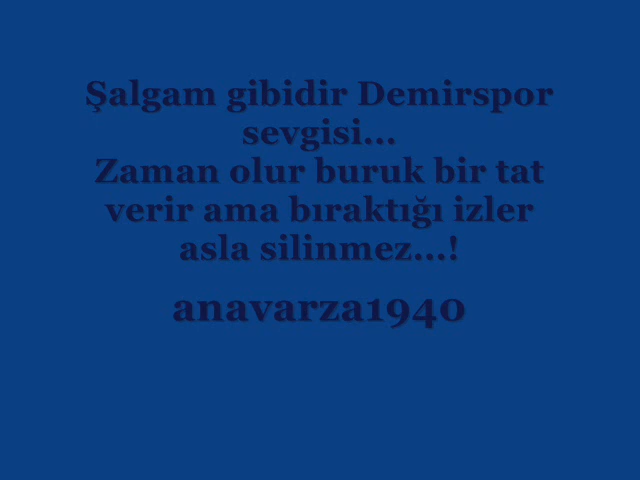 Şalgam gibidir Demirspor
sevgisi...
Zaman olur buruk bir tat
verir ama bıraktığı izler
asla silinmez...!
anavarza1940